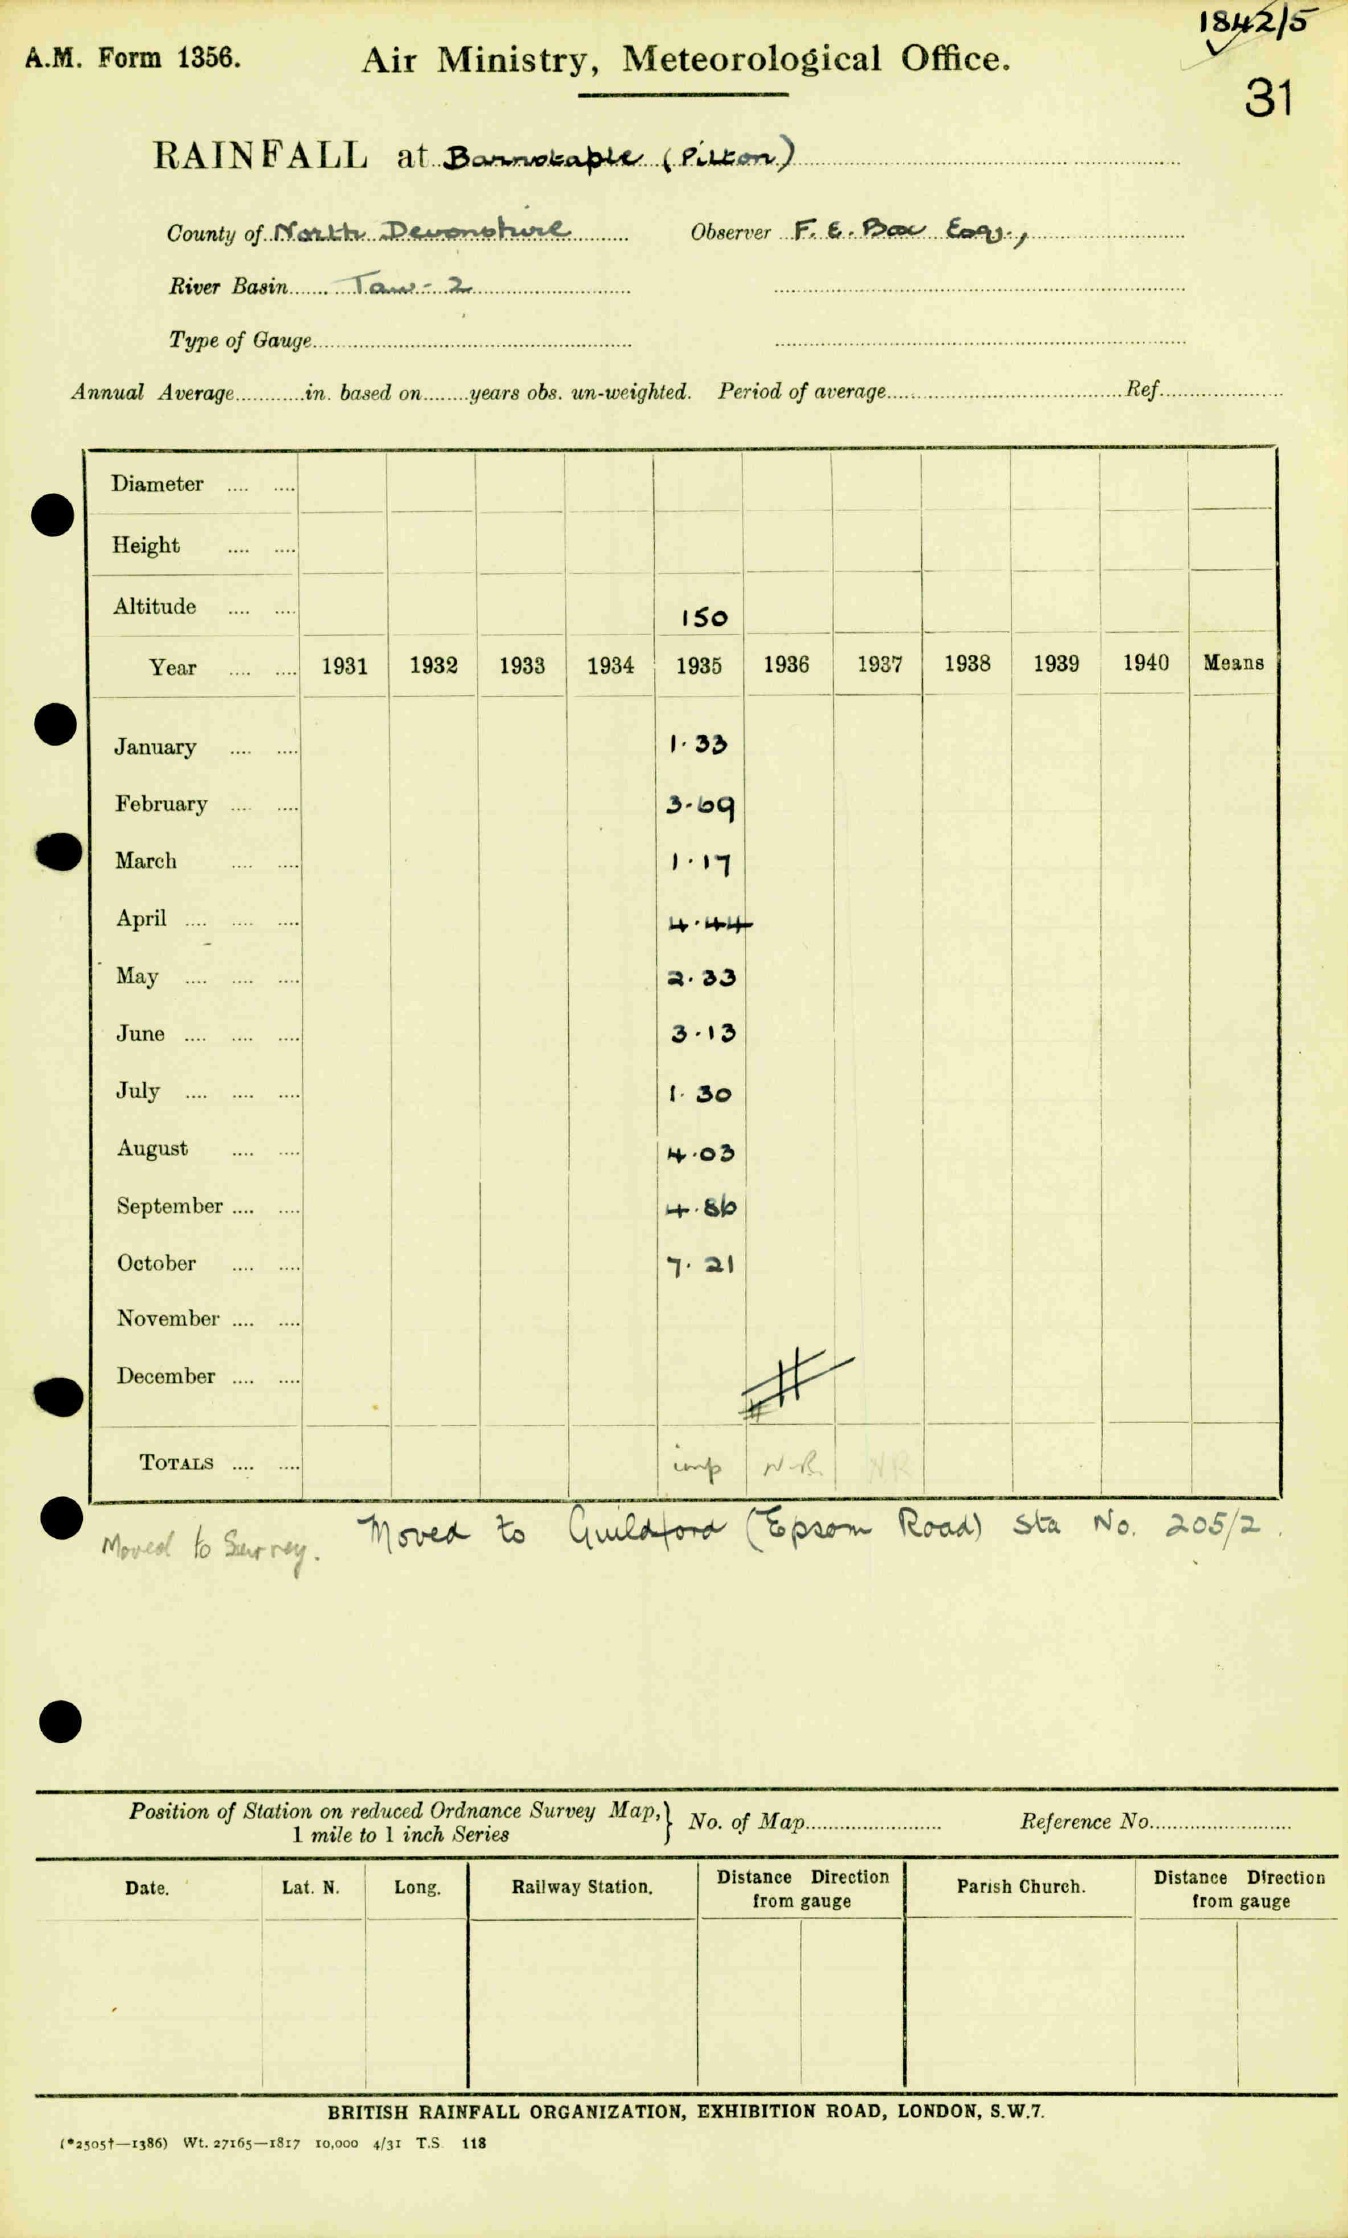 1842/5
A.M. Form 1356. Air Ministry, Meteorological Office.
31
RAINFALL at Barnstaple (Pilton)
County of North Devonshire Observer F. E. Box Esq.,
River Basin Taw - 2
Type of Gauge
Annual Average in. based on years obs. un-weighted. Period of average Ref.
Diameter
Height
Altitude 150
Year 1931 1932 1933 1934 1935 1936 1937 1938 1939 1940 Means
January 1.33
February 3.69
March 1.17
April 4.44
May 2.33
June 3.13
July 1.30
August 4.03
September 4.86
October 7.21
November
December
TOTALS imp N.R. NR
Moved to Surrey. Moved to Guildford (Epsom Road) Sta No. 205/2.
Position of Station on reduced Ordnance Survey Map,} No. of Map Reference No.
1 mile to 1 inch Series
Date. Lat. N. Long. Railway Station. Distance Direction from gauge Parish Church. Distance Direction from gauge
BRITISH RAINFALL ORGANIZATION, EXHIBITION ROAD, LONDON, S.W.7.
(*2505†—1386) Wt. 27165—1817 10,000 4/31 T.S. 118